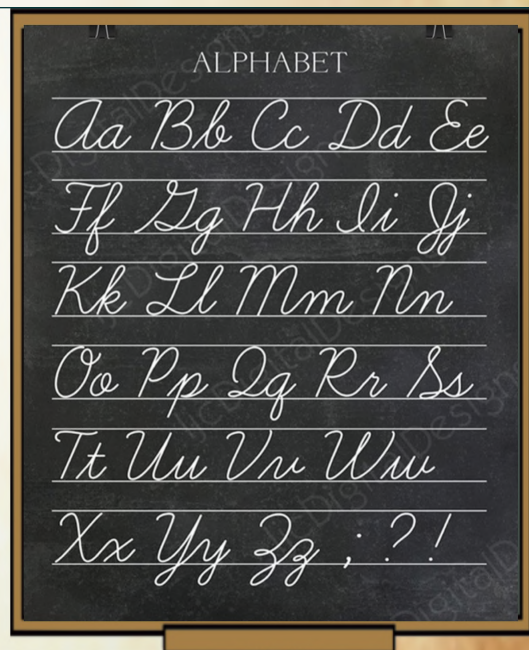 ALPHABET
Aa Bb Cc Dd Ee
Ff Gg Hh Ii Jj
Kk Ll Mm Nn
Oo Pp Qq Rr Ss
Tt Uu Vv Ww
Xx Yy Zz ; ? !